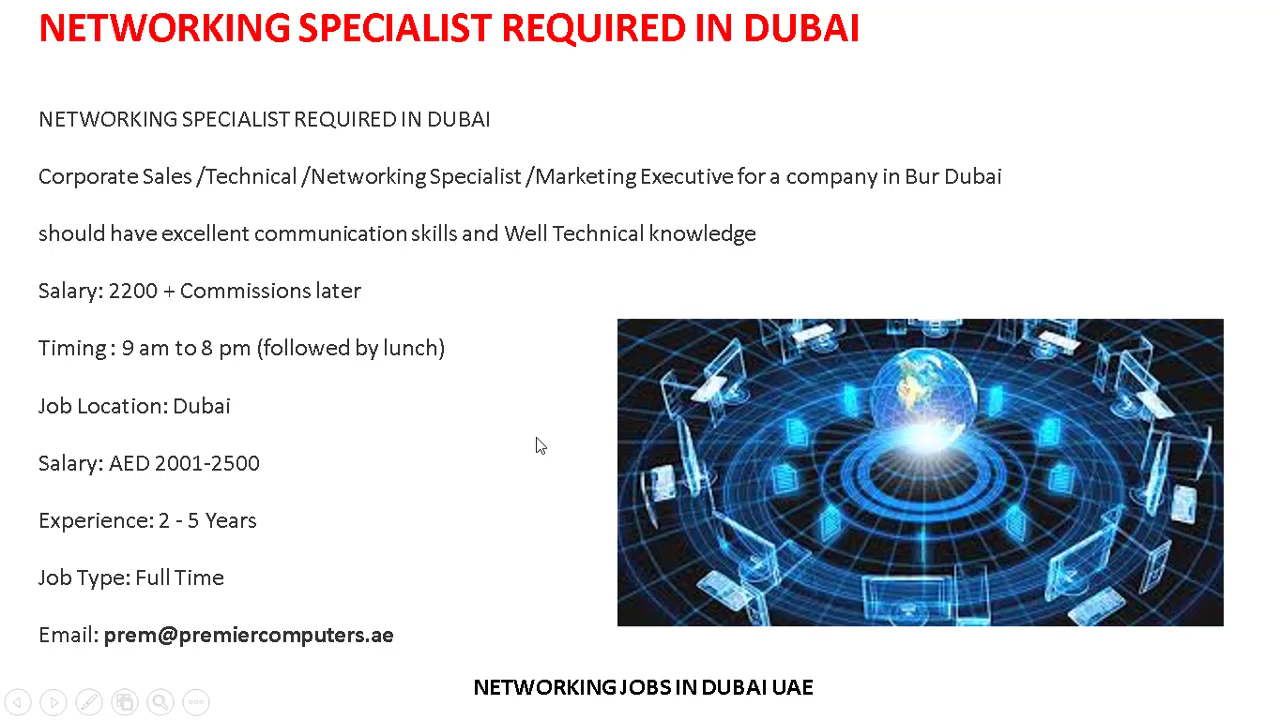 NETWORKING SPECIALIST REQUIRED IN DUBAI
NETWORKING SPECIALIST REQUIRED IN DUBAI
Corporate Sales /Technical /Networking Specialist /Marketing Executive for a company in Bur Dubai
should have excellent communication skills and Well Technical knowledge
Salary: 2200 + Commissions later
Timing : 9 am to 8 pm (followed by lunch)
Job Location: Dubai
Salary: AED 2001-2500
Experience: 2 - 5 Years
Job Type: Full Time
Email: prem@premiercomputers.ae
NETWORKING JOBS IN DUBAI UAE